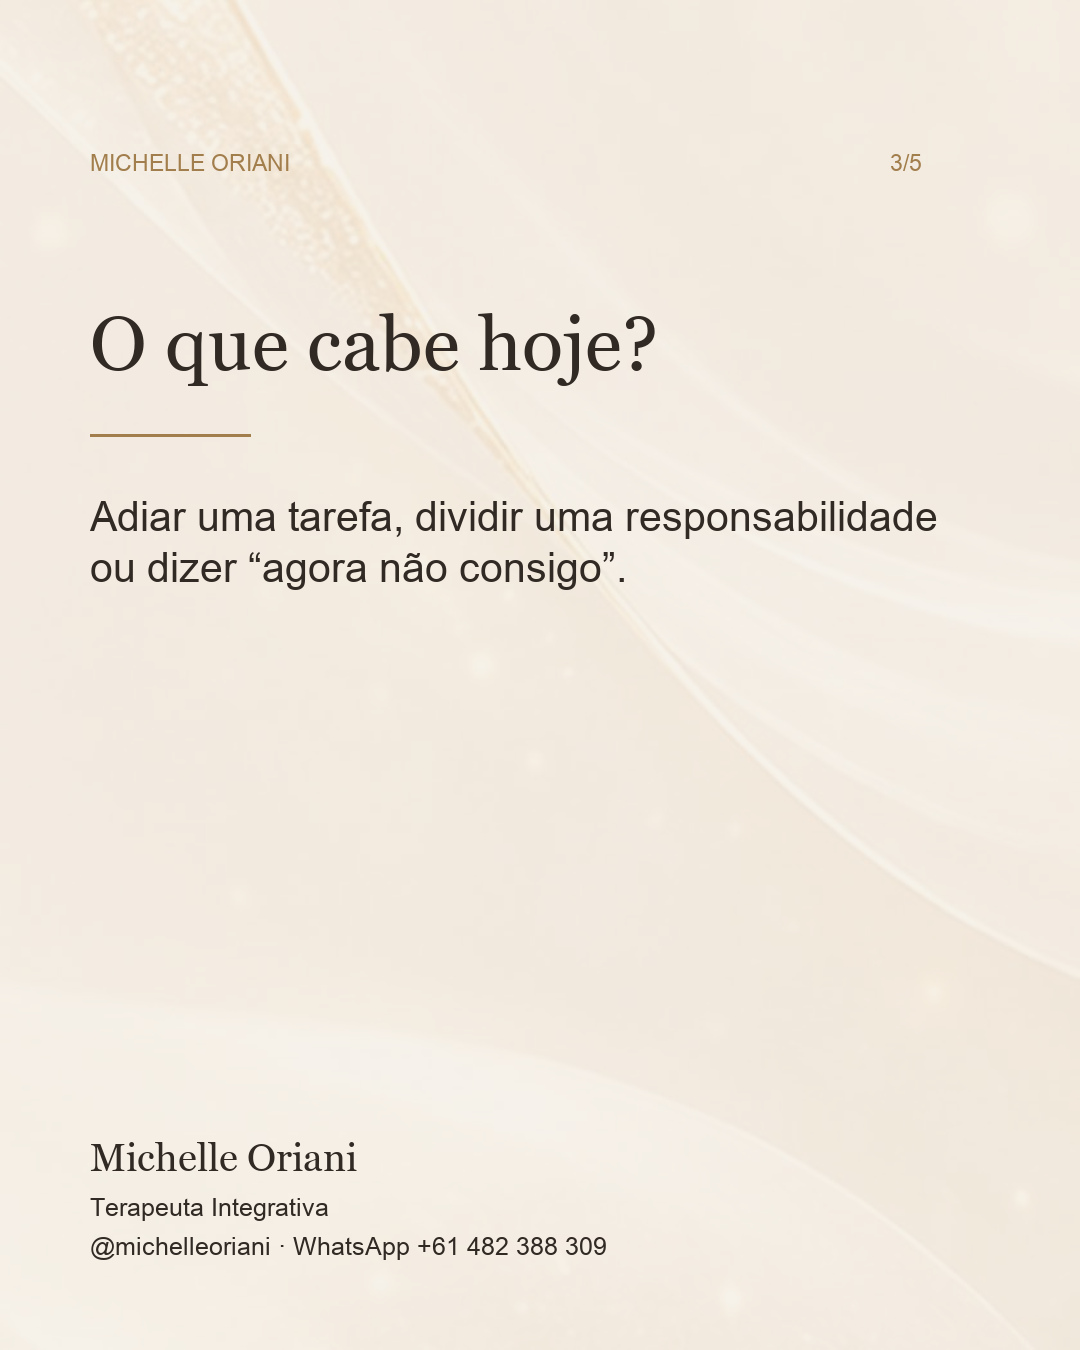 MICHELLE ORIANI
3/5
O que cabe hoje?
Adiar uma tarefa, dividir uma responsabilidade
ou dizer “agora não consigo”.
Michelle Oriani
Terapeuta Integrativa
@michelleoriani · WhatsApp +61 482 388 309